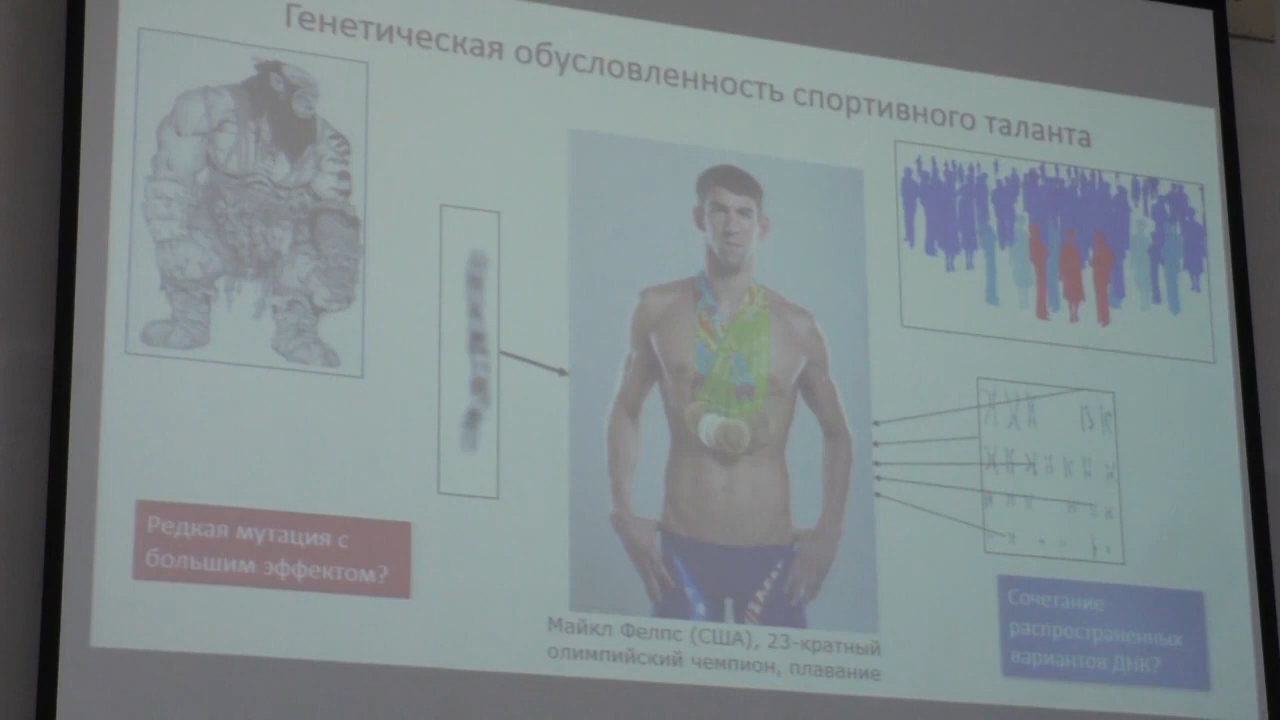 Генетическая обусловленность спортивного таланта
Редкая мутация с
большим эффектом?
Майкл Фелпс (США), 23-кратный
олимпийский чемпион, плавание
Сочетание
распространенных
вариантов ДНК?